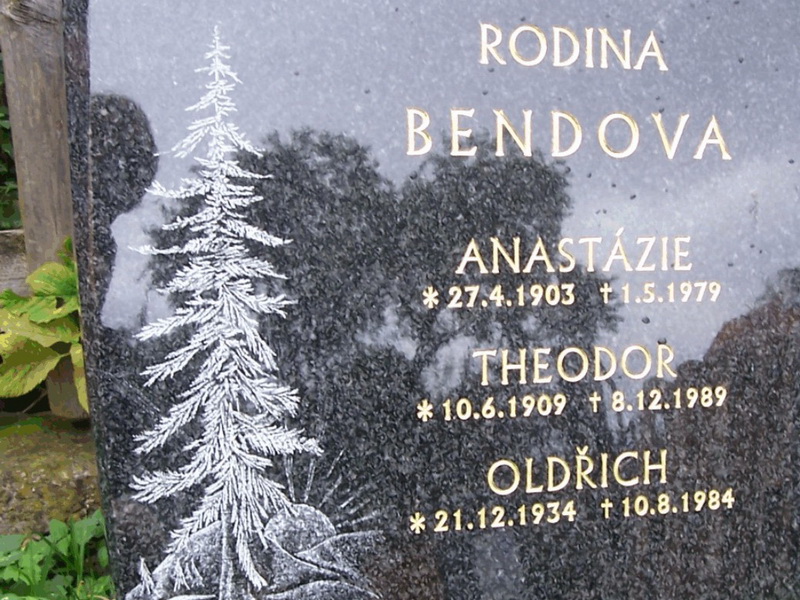 RODINA
BENDOVA
ANASTÁZIE
* 27.4.1903 †1.5.1979
THEODOR
* 10.6.1909 † 8.12.1989
OLDŘICH
* 21.12.1934 †10.8.1984